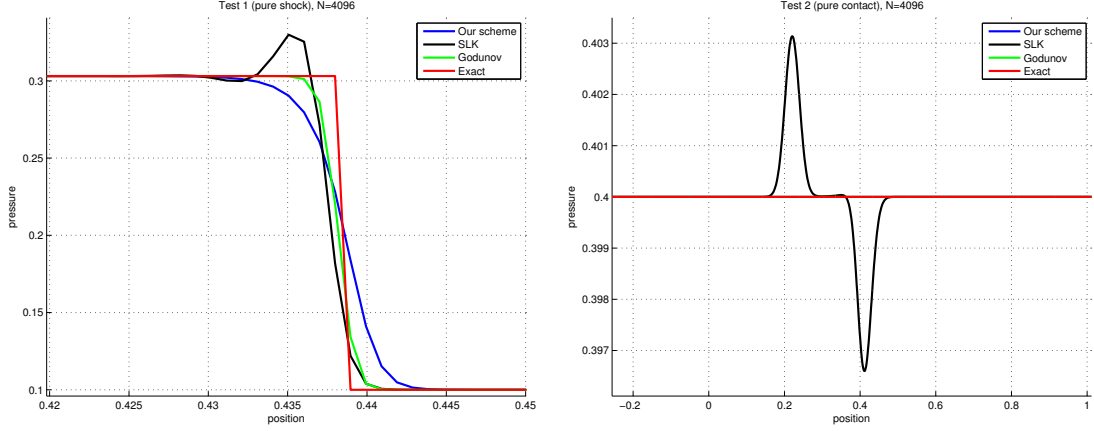 Test 1 (pure shock), N=4096
Our scheme
SLK
Godunov
Exact
0.3
0.25
0.2
0.15
0.1
pressure
0.42
0.425
0.43
0.435
0.44
0.445
0.45
position
Test 2 (pure contact), N=4096
Our scheme
SLK
Godunov
Exact
0.403
0.402
0.401
0.4
0.399
0.398
0.397
pressure
−0.2
0
0.2
0.4
0.6
0.8
1
position